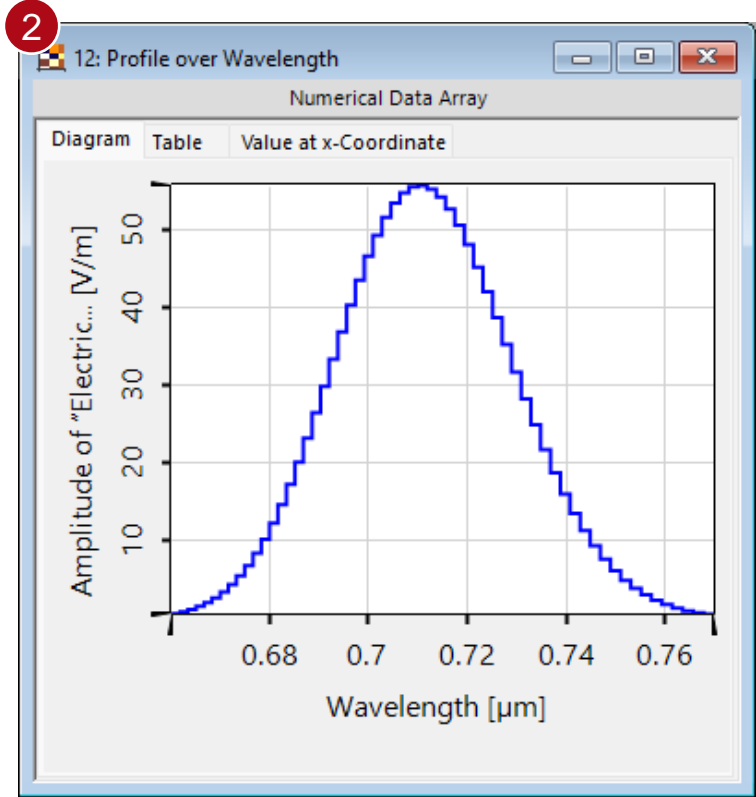 2
12: Profile over Wavelength
Numerical Data Array
Diagram Table Value at x-Coordinate
Amplitude of "Electric... [V/m]
50
40
30
20
10
0.68 0.7 0.72 0.74 0.76
Wavelength [µm]